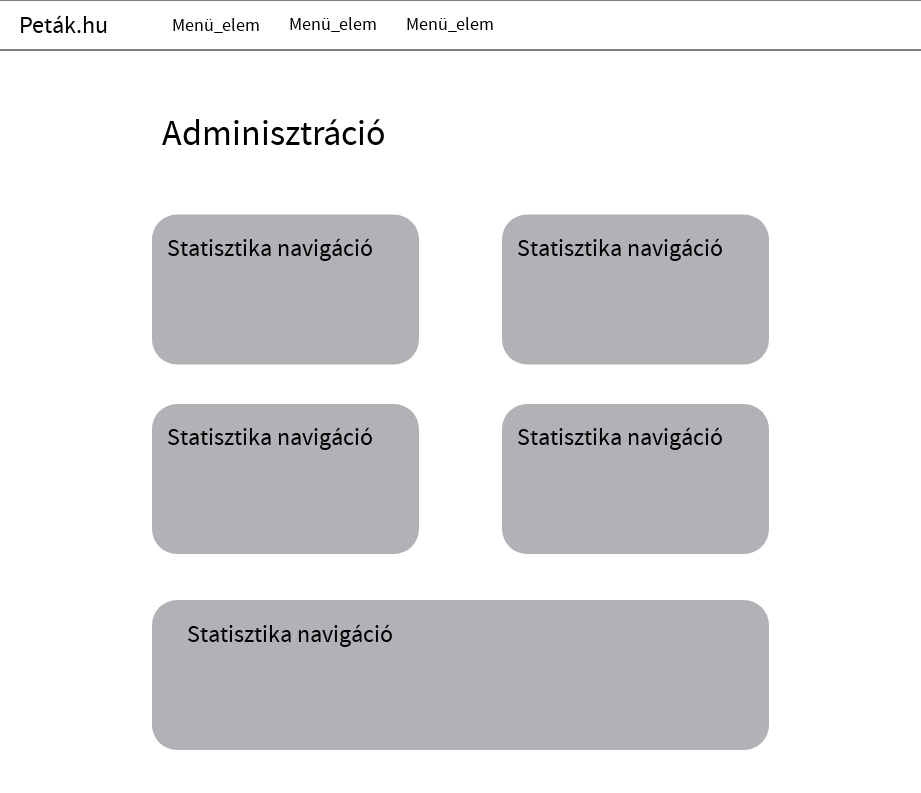 Peták.hu Menü_elem Menü_elem Menü_elem
Adminisztráció
Statisztika navigáció Statisztika navigáció
Statisztika navigáció Statisztika navigáció
Statisztika navigáció